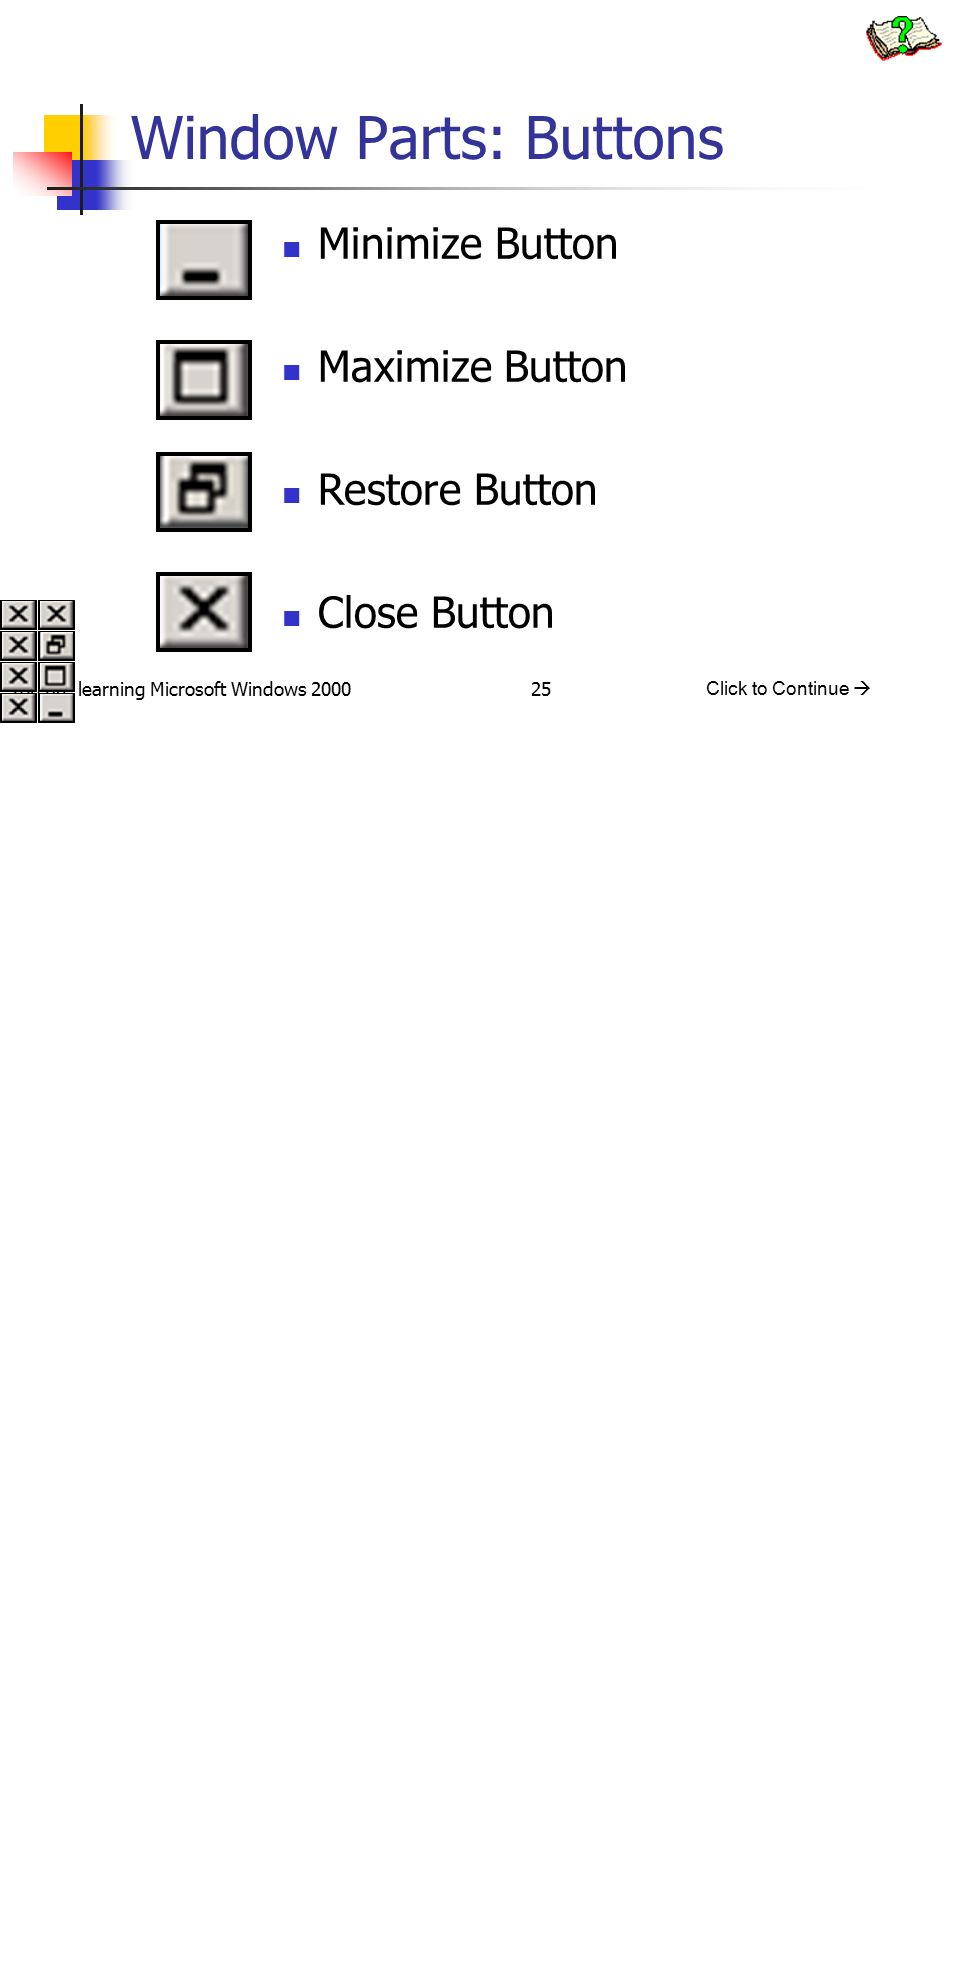 Window Parts: Buttons
Minimize Button
Maximize Button
Restore Button
Close Button
learning Microsoft Windows 2000
25
Click to Continue →